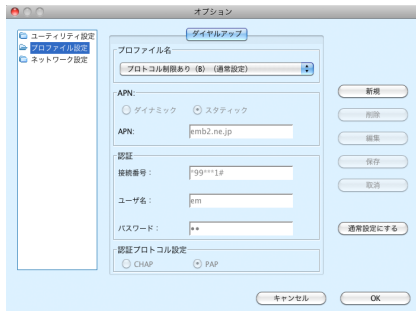 オプション
ユーティリティ設定
プロファイル設定
ネットワーク設定
ダイヤルアップ
プロファイル名
プロトコル制限あり（B）（通常設定）
APN:
ダイナミック スタティック
APN: emb2.ne.jp
認証
接続番号： *99***1#
ユーザ名： em
パスワード： ••
認証プロトコル設定
CHAP PAP
新規
削除
編集
保存
取消
通常設定にする
キャンセル OK